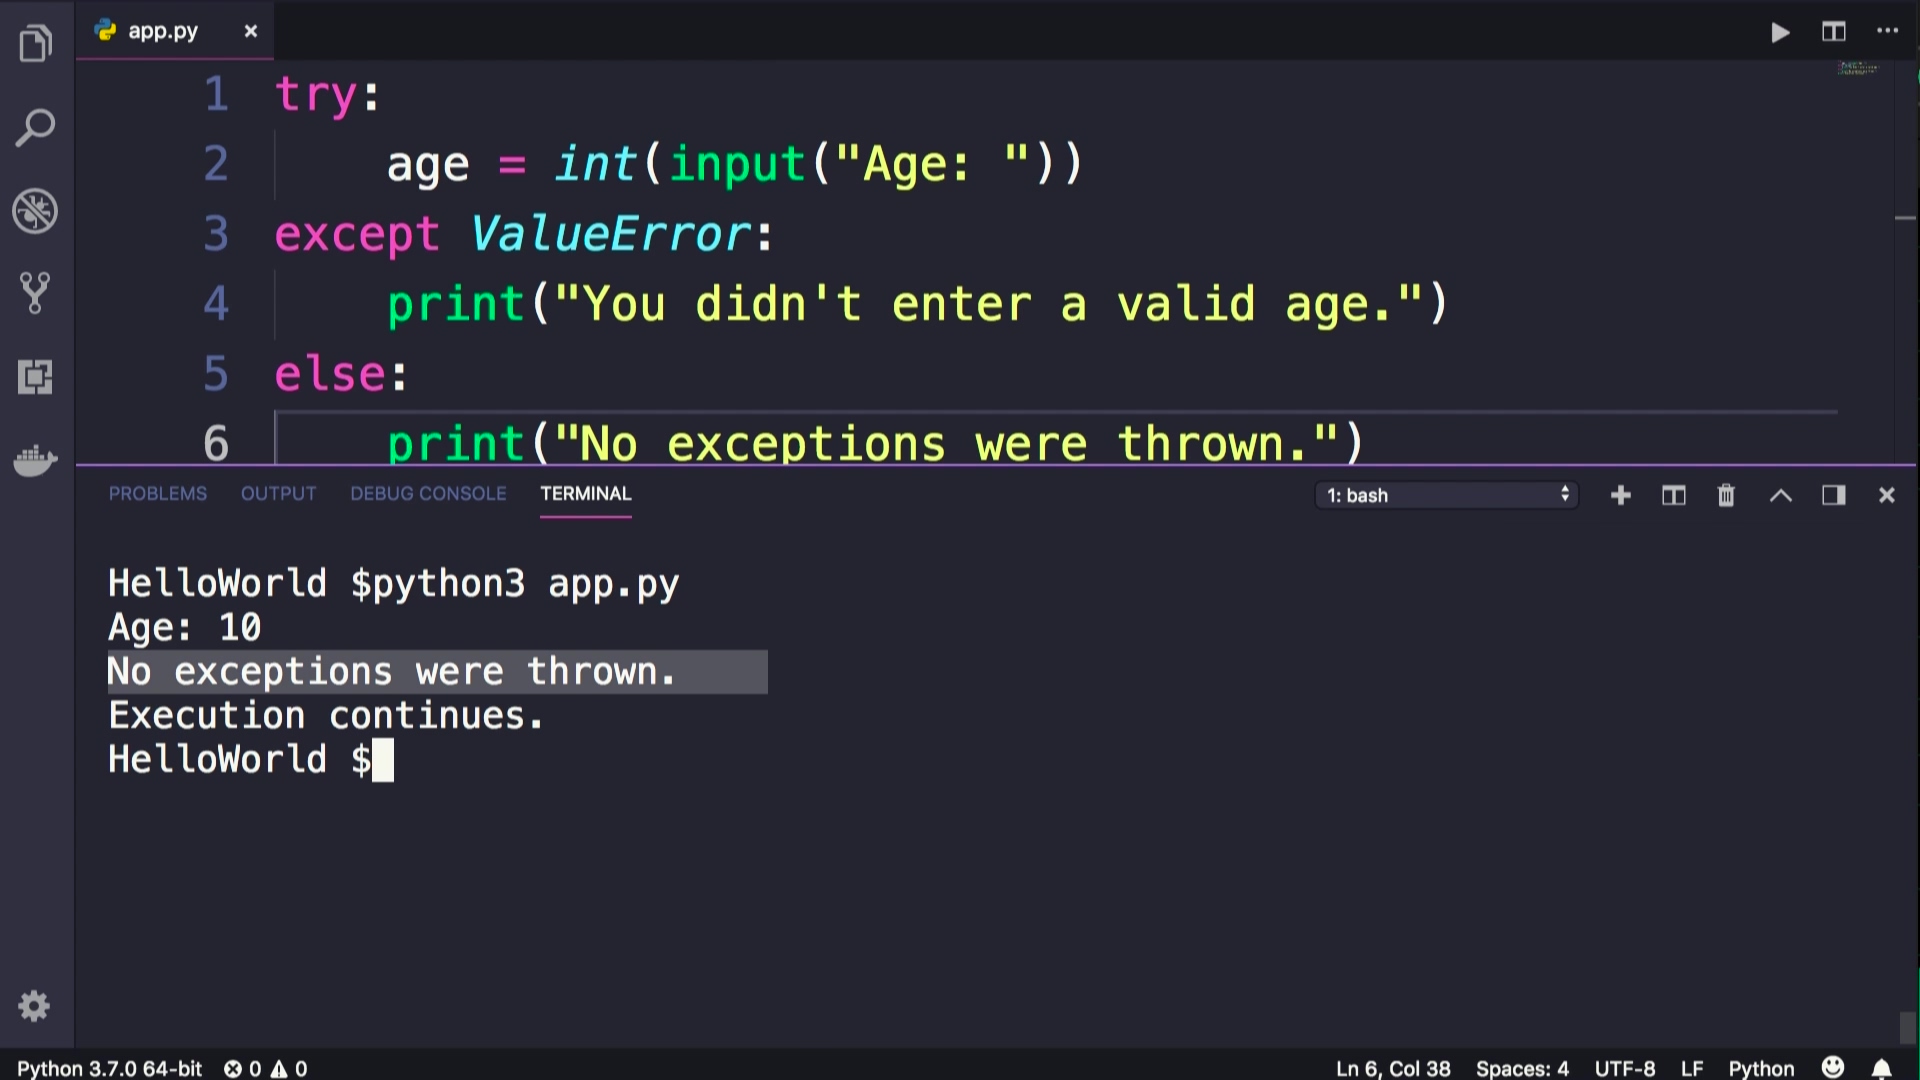 app.py
1 try:
2     age = int(input("Age: "))
3 except ValueError:
4     print("You didn't enter a valid age.")
5 else:
6     print("No exceptions were thrown.")
PROBLEMS OUTPUT DEBUG CONSOLE TERMINAL 1: bash
HelloWorld $python3 app.py
Age: 10
No exceptions were thrown.
Execution continues.
HelloWorld $
Python 3.7.0 64-bit 0 0 Ln 6, Col 38 Spaces: 4 UTF-8 LF Python